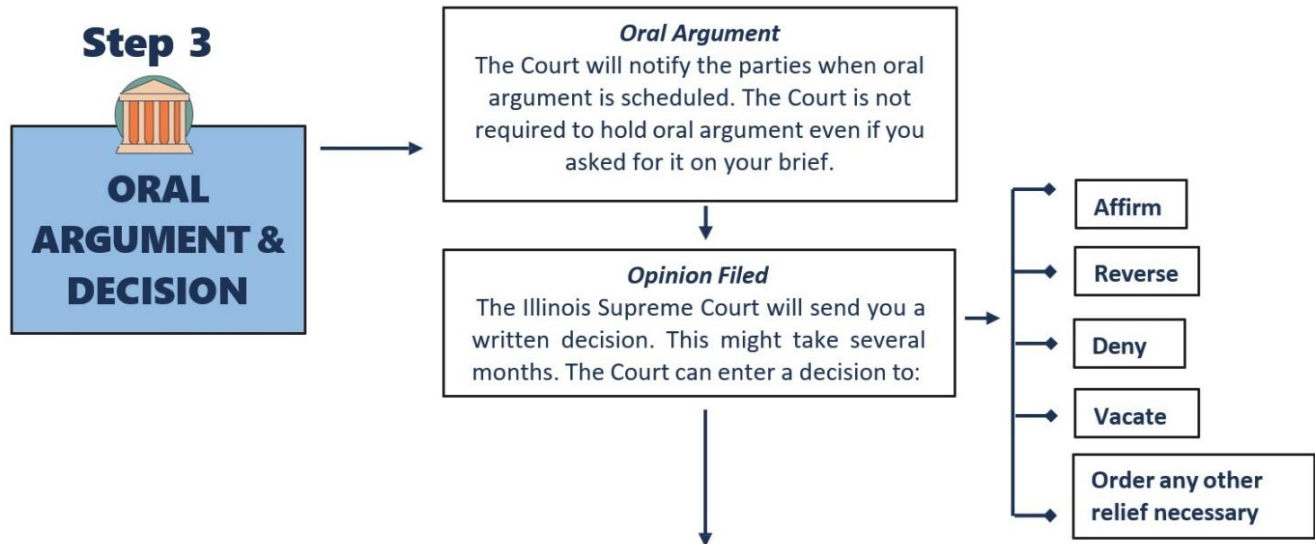 Step 3
ORAL
ARGUMENT &
DECISION
Oral Argument
The Court will notify the parties when oral
argument is scheduled. The Court is not
required to hold oral argument even if you
asked for it on your brief.
Opinion Filed
The Illinois Supreme Court will send you a
written decision. This might take several
months. The Court can enter a decision to:
Affirm
Reverse
Deny
Vacate
Order any other
relief necessary